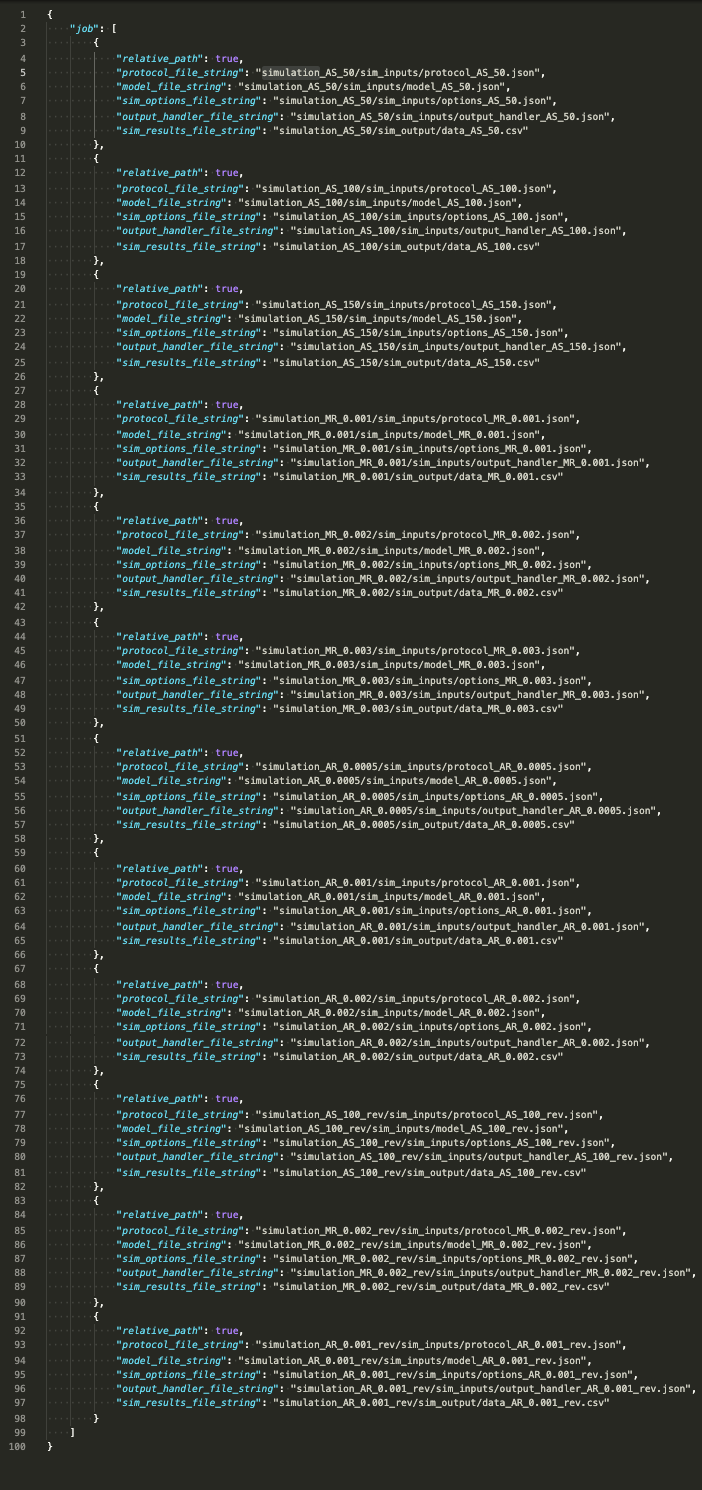 1 {
2 "job": [
3 {
4 "relative_path": true,
5 "protocol_file_string": "simulation_AS_50/sim_inputs/protocol_AS_50.json",
6 "model_file_string": "simulation_AS_50/sim_inputs/model_AS_50.json",
7 "sim_options_file_string": "simulation_AS_50/sim_inputs/options_AS_50.json",
8 "output_handler_file_string": "simulation_AS_50/sim_inputs/output_handler_AS_50.json",
9 "sim_results_file_string": "simulation_AS_50/sim_output/data_AS_50.csv"
10 },
11 {
12 "relative_path": true,
13 "protocol_file_string": "simulation_AS_100/sim_inputs/protocol_AS_100.json",
14 "model_file_string": "simulation_AS_100/sim_inputs/model_AS_100.json",
15 "sim_options_file_string": "simulation_AS_100/sim_inputs/options_AS_100.json",
16 "output_handler_file_string": "simulation_AS_100/sim_inputs/output_handler_AS_100.json",
17 "sim_results_file_string": "simulation_AS_100/sim_output/data_AS_100.csv"
18 },
19 {
20 "relative_path": true,
21 "protocol_file_string": "simulation_AS_150/sim_inputs/protocol_AS_150.json",
22 "model_file_string": "simulation_AS_150/sim_inputs/model_AS_150.json",
23 "sim_options_file_string": "simulation_AS_150/sim_inputs/options_AS_150.json",
24 "output_handler_file_string": "simulation_AS_150/sim_inputs/output_handler_AS_150.json",
25 "sim_results_file_string": "simulation_AS_150/sim_output/data_AS_150.csv"
26 },
27 {
28 "relative_path": true,
29 "protocol_file_string": "simulation_MR_0.001/sim_inputs/protocol_MR_0.001.json",
30 "model_file_string": "simulation_MR_0.001/sim_inputs/model_MR_0.001.json",
31 "sim_options_file_string": "simulation_MR_0.001/sim_inputs/options_MR_0.001.json",
32 "output_handler_file_string": "simulation_MR_0.001/sim_inputs/output_handler_MR_0.001.json",
33 "sim_results_file_string": "simulation_MR_0.001/sim_output/data_MR_0.001.csv"
34 },
35 {
36 "relative_path": true,
37 "protocol_file_string": "simulation_MR_0.002/sim_inputs/protocol_MR_0.002.json",
38 "model_file_string": "simulation_MR_0.002/sim_inputs/model_MR_0.002.json",
39 "sim_options_file_string": "simulation_MR_0.002/sim_inputs/options_MR_0.002.json",
40 "output_handler_file_string": "simulation_MR_0.002/sim_inputs/output_handler_MR_0.002.json",
41 "sim_results_file_string": "simulation_MR_0.002/sim_output/data_MR_0.002.csv"
42 },
43 {
44 "relative_path": true,
45 "protocol_file_string": "simulation_MR_0.003/sim_inputs/protocol_MR_0.003.json",
46 "model_file_string": "simulation_MR_0.003/sim_inputs/model_MR_0.003.json",
47 "sim_options_file_string": "simulation_MR_0.003/sim_inputs/options_MR_0.003.json",
48 "output_handler_file_string": "simulation_MR_0.003/sim_inputs/output_handler_MR_0.003.json",
49 "sim_results_file_string": "simulation_MR_0.003/sim_output/data_MR_0.003.csv"
50 },
51 {
52 "relative_path": true,
53 "protocol_file_string": "simulation_AR_0.0005/sim_inputs/protocol_AR_0.0005.json",
54 "model_file_string": "simulation_AR_0.0005/sim_inputs/model_AR_0.0005.json",
55 "sim_options_file_string": "simulation_AR_0.0005/sim_inputs/options_AR_0.0005.json",
56 "output_handler_file_string": "simulation_AR_0.0005/sim_inputs/output_handler_AR_0.0005.json",
57 "sim_results_file_string": "simulation_AR_0.0005/sim_output/data_AR_0.0005.csv"
58 },
59 {
60 "relative_path": true,
61 "protocol_file_string": "simulation_AR_0.001/sim_inputs/protocol_AR_0.001.json",
62 "model_file_string": "simulation_AR_0.001/sim_inputs/model_AR_0.001.json",
63 "sim_options_file_string": "simulation_AR_0.001/sim_inputs/options_AR_0.001.json",
64 "output_handler_file_string": "simulation_AR_0.001/sim_inputs/output_handler_AR_0.001.json",
65 "sim_results_file_string": "simulation_AR_0.001/sim_output/data_AR_0.001.csv"
66 },
67 {
68 "relative_path": true,
69 "protocol_file_string": "simulation_AR_0.002/sim_inputs/protocol_AR_0.002.json",
70 "model_file_string": "simulation_AR_0.002/sim_inputs/model_AR_0.002.json",
71 "sim_options_file_string": "simulation_AR_0.002/sim_inputs/options_AR_0.002.json",
72 "output_handler_file_string": "simulation_AR_0.002/sim_inputs/output_handler_AR_0.002.json",
73 "sim_results_file_string": "simulation_AR_0.002/sim_output/data_AR_0.002.csv"
74 },
75 {
76 "relative_path": true,
77 "protocol_file_string": "simulation_AS_100_rev/sim_inputs/protocol_AS_100_rev.json",
78 "model_file_string": "simulation_AS_100_rev/sim_inputs/model_AS_100_rev.json",
79 "sim_options_file_string": "simulation_AS_100_rev/sim_inputs/options_AS_100_rev.json",
80 "output_handler_file_string": "simulation_AS_100_rev/sim_inputs/output_handler_AS_100_rev.json",
81 "sim_results_file_string": "simulation_AS_100_rev/sim_output/data_AS_100_rev.csv"
82 },
83 {
84 "relative_path": true,
85 "protocol_file_string": "simulation_MR_0.002_rev/sim_inputs/protocol_MR_0.002_rev.json",
86 "model_file_string": "simulation_MR_0.002_rev/sim_inputs/model_MR_0.002_rev.json",
87 "sim_options_file_string": "simulation_MR_0.002_rev/sim_inputs/options_MR_0.002_rev.json",
88 "output_handler_file_string": "simulation_MR_0.002_rev/sim_inputs/output_handler_MR_0.002_rev.json",
89 "sim_results_file_string": "simulation_MR_0.002_rev/sim_output/data_MR_0.002_rev.csv"
90 },
91 {
92 "relative_path": true,
93 "protocol_file_string": "simulation_AR_0.001_rev/sim_inputs/protocol_AR_0.001_rev.json",
94 "model_file_string": "simulation_AR_0.001_rev/sim_inputs/model_AR_0.001_rev.json",
95 "sim_options_file_string": "simulation_AR_0.001_rev/sim_inputs/options_AR_0.001_rev.json",
96 "output_handler_file_string": "simulation_AR_0.001_rev/sim_inputs/output_handler_AR_0.001_rev.json",
97 "sim_results_file_string": "simulation_AR_0.001_rev/sim_output/data_AR_0.001_rev.csv"
98 }
99 ]
100 }